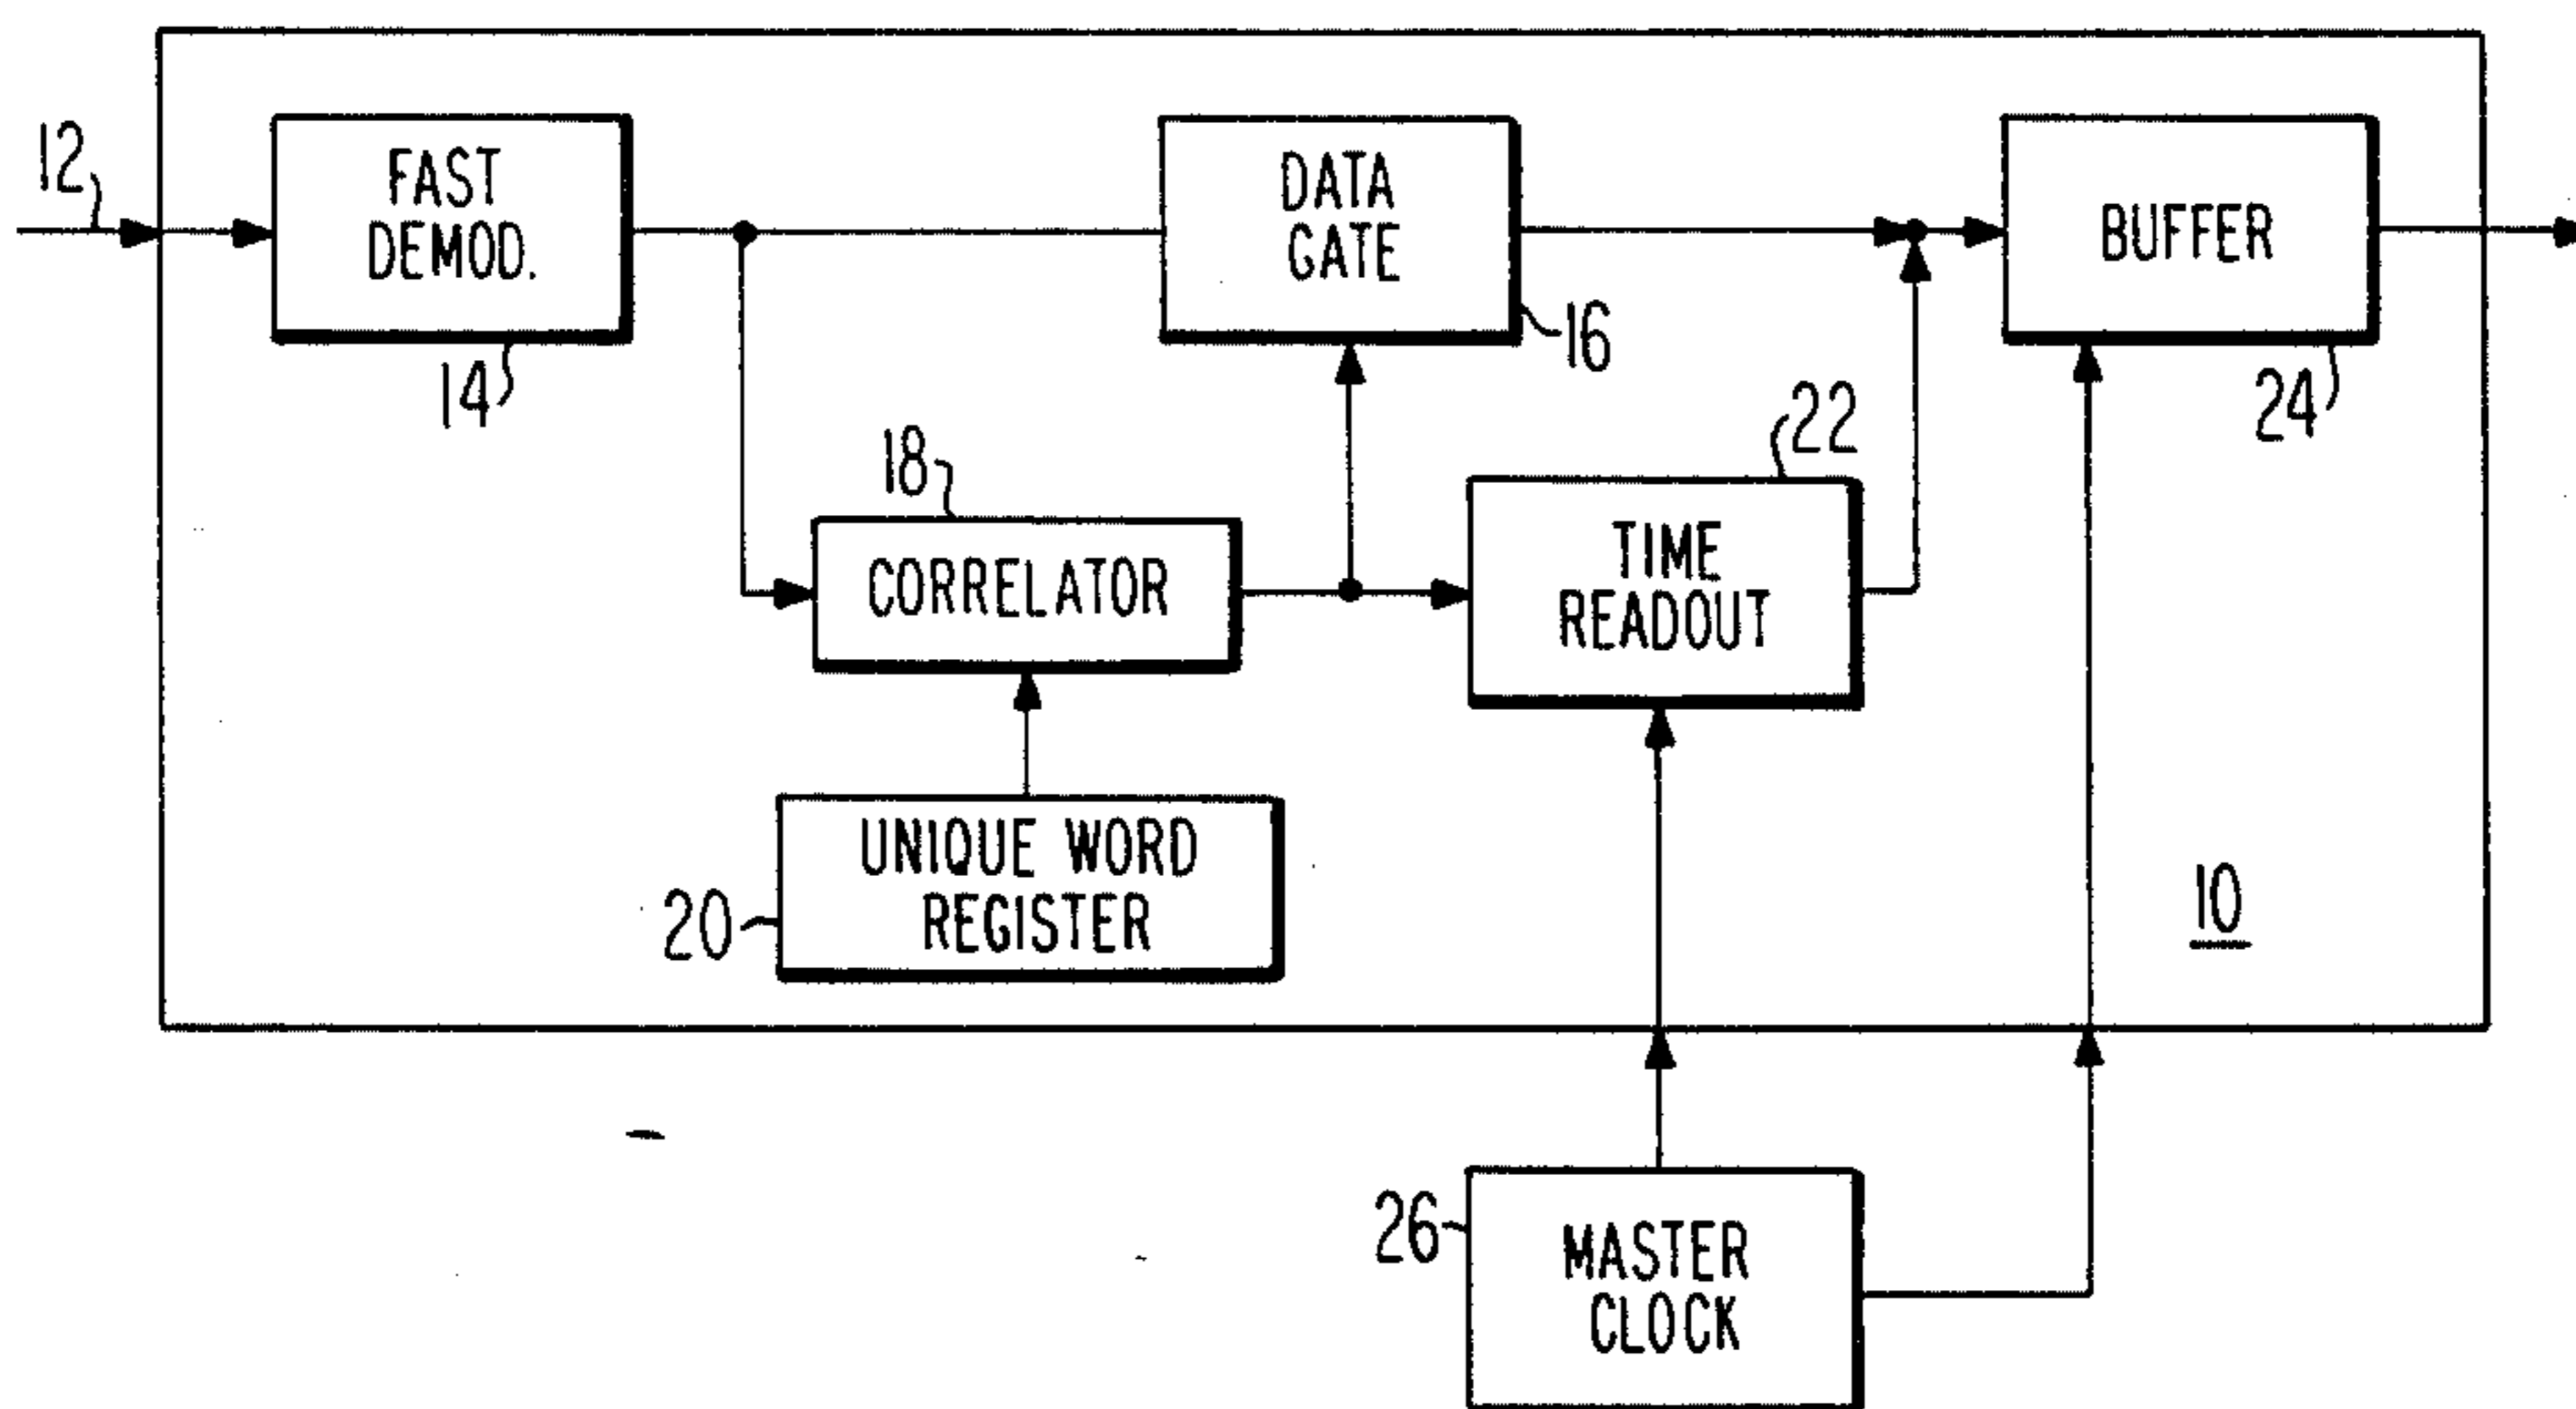 12
FAST
DEMOD.
14
DATA
GATE
16
BUFFER
24
18
CORRELATOR
22
TIME
READOUT
20
UNIQUE WORD
REGISTER
10
26
MASTER
CLOCK